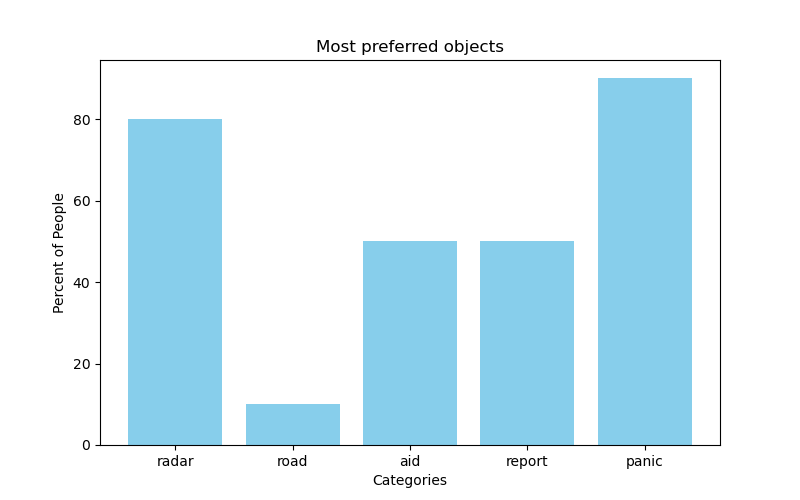 Most preferred objects
Percent of People
80
60
40
20
0
radar road aid report panic
Categories